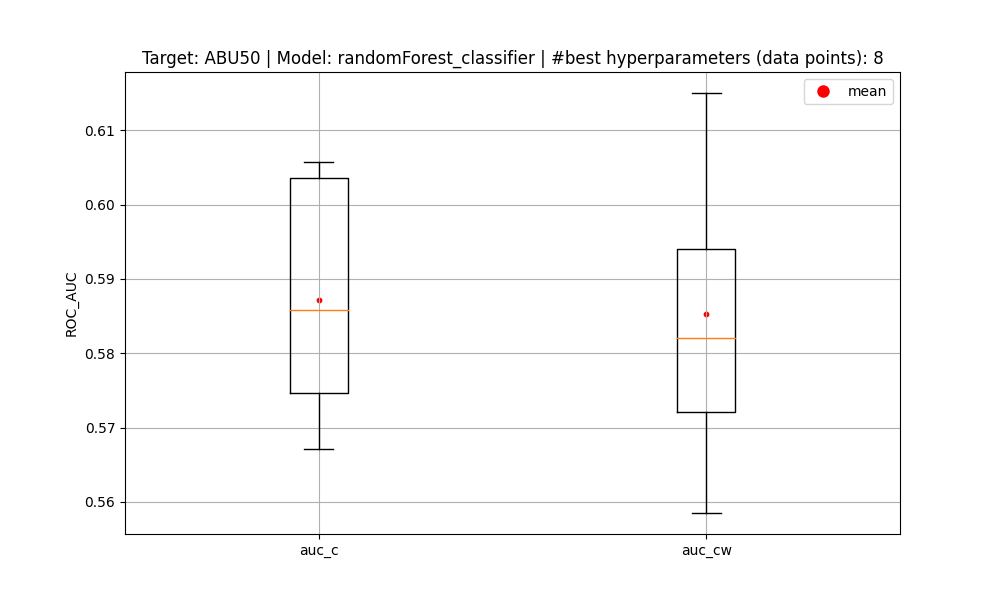 Target: ABU50 | Model: randomForest_classifier | #best hyperparameters (data points): 8
mean
0.61
0.60
0.59
0.58
0.57
0.56
ROC_AUC
auc_c
auc_cw